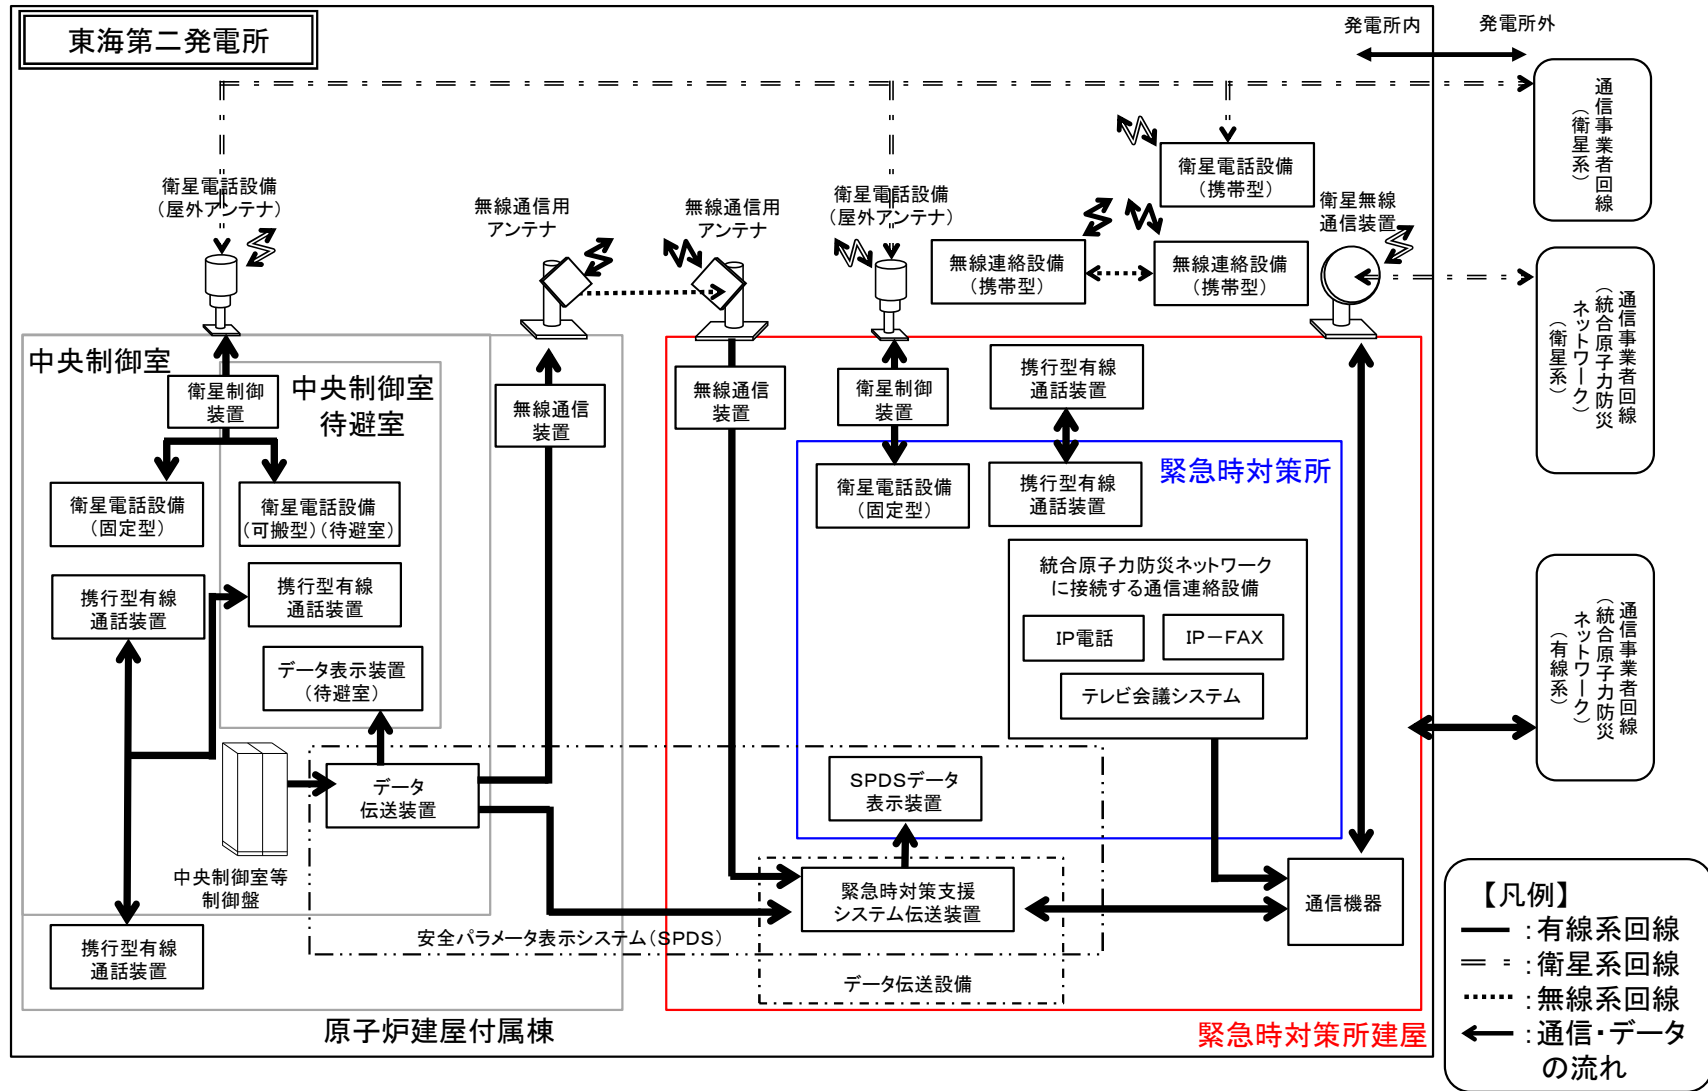 東海第二発電所
発電所内
発電所外
通信事業者回線
（衛星系）
衛星電話設備
（携帯型）
衛星電話設備
（屋外アンテナ）
無線通信用
アンテナ
無線通信用
アンテナ
衛星電話設備
（屋外アンテナ）
衛星無線
通信装置
無線連絡設備
（携帯型）
無線連絡設備
（携帯型）
通信事業者回線
（統合原子力防災
ネットワーク）
（衛星系）
中央制御室
衛星制御
装置
中央制御室
待避室
無線通信
装置
無線通信
装置
衛星制御
装置
携行型有線
通話装置
緊急時対策所
衛星電話設備
（固定型）
衛星電話設備
（可搬型）（待避室）
衛星電話設備
（固定型）
携行型有線
通話装置
携行型有線
通話装置
携行型有線
通話装置
統合原子力防災ネットワーク
に接続する通信連絡設備
IP電話
IP－FAX
テレビ会議システム
通信事業者回線
（統合原子力防災
ネットワーク）
（有線系）
データ表示装置
（待避室）
データ
伝送装置
SPDSデータ
表示装置
中央制御室等
制御盤
緊急時対策支援
システム伝送装置
通信機器
携行型有線
通話装置
安全パラメータ表示システム（SPDS）
データ伝送設備
原子炉建屋付属棟
緊急時対策所建屋
【凡例】
：有線系回線
：衛星系回線
：無線系回線
：通信・データ
の流れ